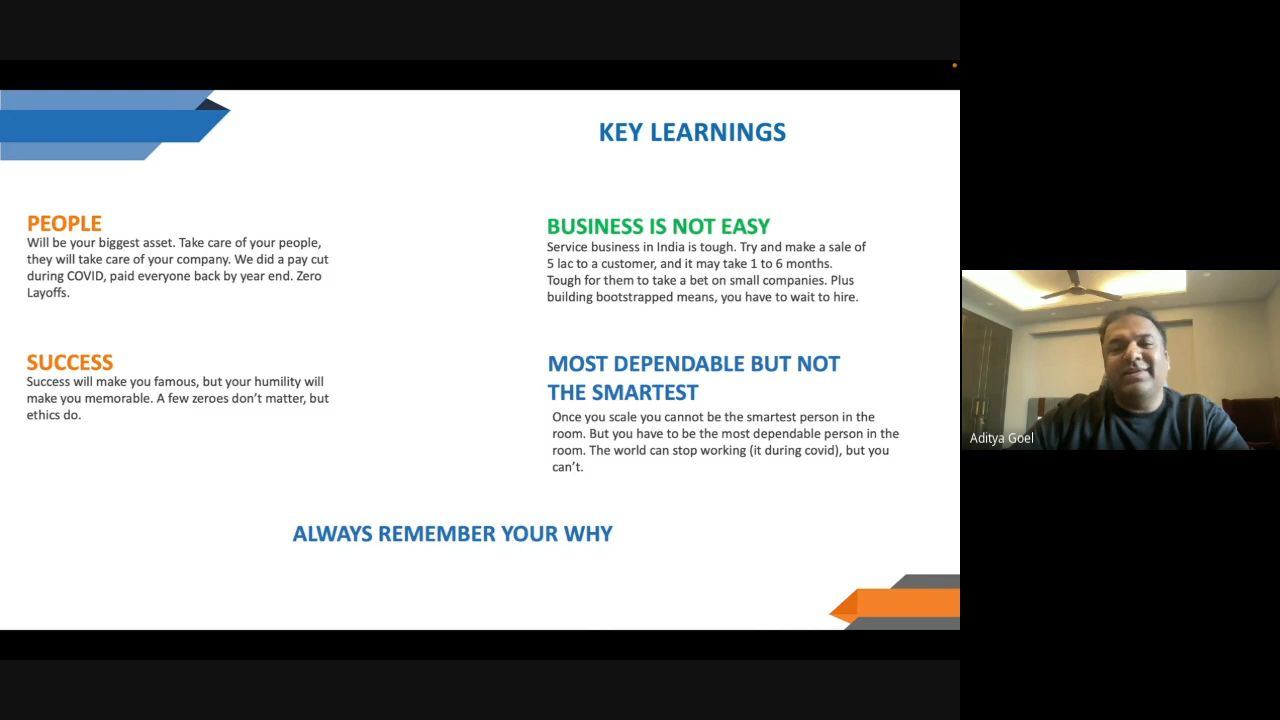 KEY LEARNINGS
PEOPLE
Will be your biggest asset. Take care of your people,
they will take care of your company. We did a pay cut
during COVID, paid everyone back by year end. Zero
Layoffs.
SUCCESS
Success will make you famous, but your humility will
make you memorable. A few zeroes don't matter, but
ethics do.
BUSINESS IS NOT EASY
Service business in India is tough. Try and make a sale of
5 lac to a customer, and it may take 1 to 6 months.
Tough for them to take a bet on small companies. Plus
building bootstrapped means, you have to wait to hire.
MOST DEPENDABLE BUT NOT
THE SMARTEST
Once you scale you cannot be the smartest person in the
room. But you have to be the most dependable person in the
room. The world can stop working (it during covid), but you
can't.
ALWAYS REMEMBER YOUR WHY
Aditya Goel